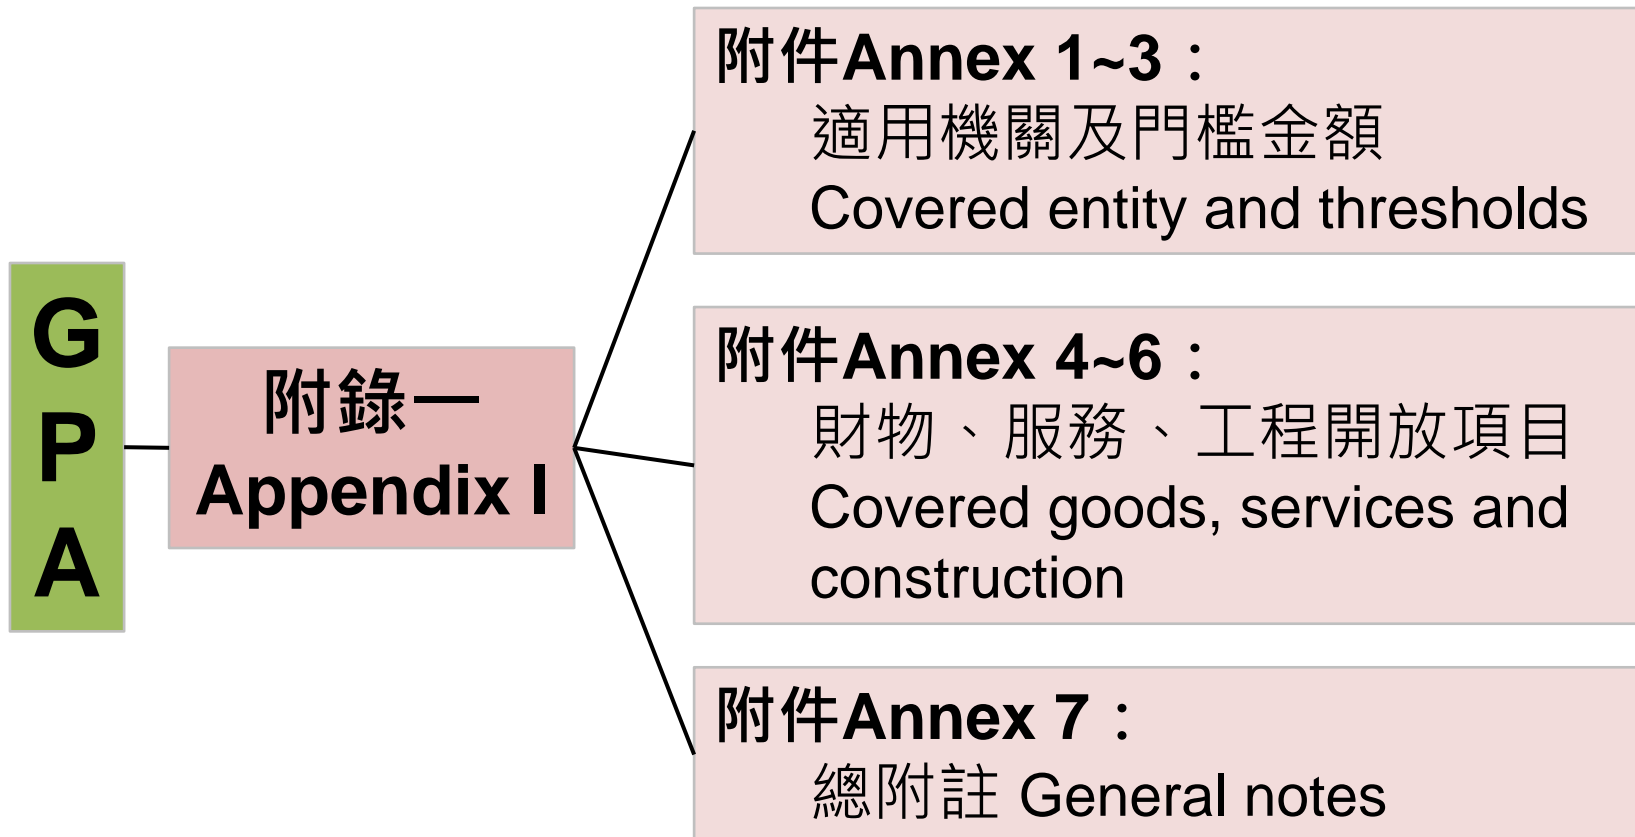 GPA
附錄一
Appendix I
附件Annex 1~3：
適用機關及門檻金額
Covered entity and thresholds
附件Annex 4~6：
財物、服務、工程開放項目
Covered goods, services and
construction
附件Annex 7：
總附註 General notes